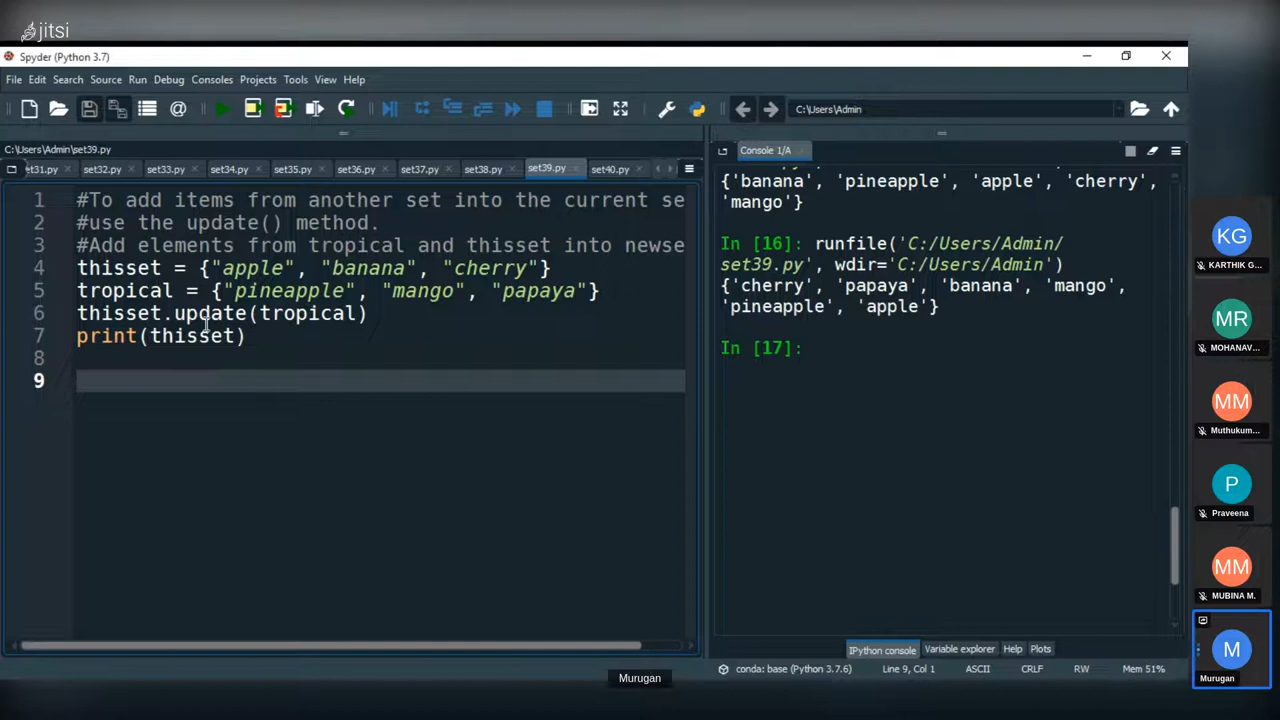 jitsi
Spyder (Python 3.7)
File Edit Search Source Run Debug Consoles Projects Tools View Help
C:\Users\Admin
C:\Users\Admin\set39.py
et31.py set32.py set33.py set34.py set35.py set36.py set37.py set38.py set39.py set40.py
1 #To add items from another set into the current se
2 #use the update() method.
3 #Add elements from tropical and thisset into newse
4 thisset = {"apple", "banana", "cherry"}
5 tropical = {"pineapple", "mango", "papaya"}
6 thisset.update(tropical)
7 print(thisset)
8
9
Console 1/A
{'banana', 'pineapple', 'apple', 'cherry',
'mango'}
In [16]: runfile('C:/Users/Admin/
set39.py', wdir='C:/Users/Admin')
{'cherry', 'papaya', 'banana', 'mango',
'pineapple', 'apple'}
In [17]:
IPython console Variable explorer Help Plots
conda: base (Python 3.7.6) Line 9, Col 1 ASCII CRLF RW Mem 51%
Murugan
KG
KARTHIK G...
MR
MOHANAV...
MM
Muthukum...
P
Praveena
MM
MUBINA M.
M
Murugan